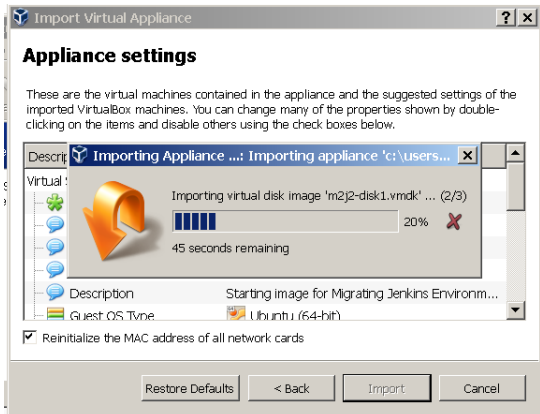 Import Virtual Appliance
Appliance settings
These are the virtual machines contained in the appliance and the suggested settings of the
imported VirtualBox machines. You can change many of the properties shown by double-
clicking on the items and disable others using the check boxes below.
Descrip
Importing Appliance ...: Importing appliance 'c:\users...
Virtual
Importing virtual disk image 'm2j2-disk1.vmdk' ... (2/3)
20%
45 seconds remaining
Description Starting image for Migrating Jenkins Environm...
Guest OS Type Ubuntu (64-bit)
Reinitialize the MAC address of all network cards
Restore Defaults < Back Import Cancel